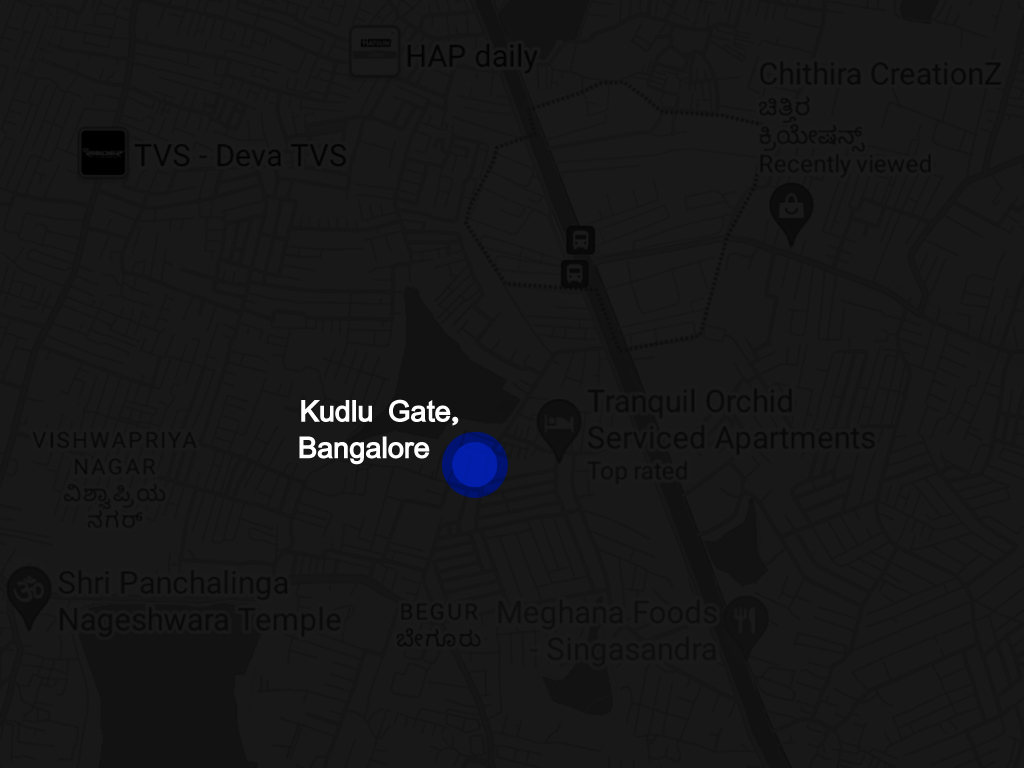 HAP daily
Chithira CreationZ
ಚಿತ್ತಿರ
ಕ್ರಿಯೇಷನ್ಸ್
Recently viewed
TVS - Deva TVS
Kudlu Gate,
Bangalore
Tranquil Orchid
Serviced Apartments
Top rated
VISHWAPRIYA
NAGAR
ವಿಶ್ವಾಪ್ರಿಯ
ನಗರ್
Shri Panchalinga
Nageshwara Temple
BEGUR
ಬೇಗೂರು
Meghana Foods
- Singasandra